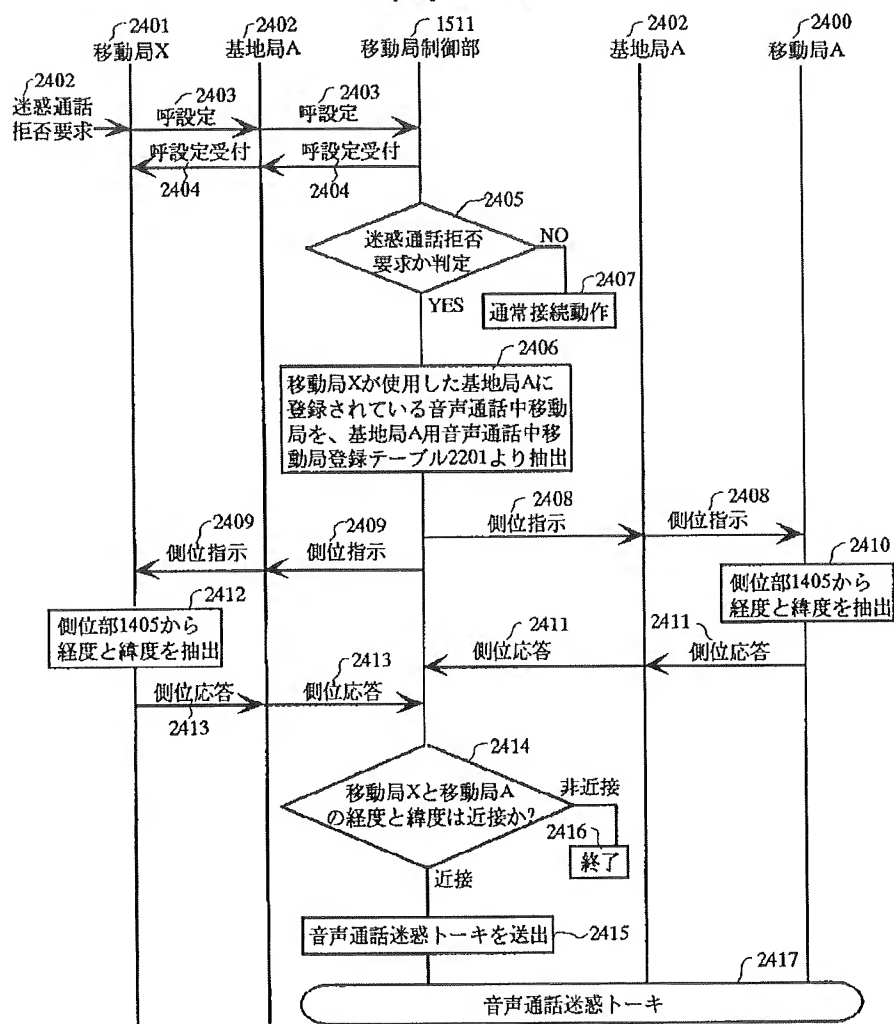 2401
2402
1511
2402
2400
移動局X
基地局A
移動局制御部
基地局A
移動局A
2402
迷惑通話
拒否要求
2403
呼設定
2403
呼設定
呼設定受付
2404
呼設定受付
2404
2405
迷惑通話拒否
要求か判定
NO
2407
通常接続動作
YES
2406
移動局Xが使用した基地局Aに
登録されている音声通話中移動
局を、基地局A用音声通話中移
動局登録テーブル2201より抽出
2408
側位指示
2408
側位指示
2409
側位指示
2409
側位指示
2410
側位部1405から
経度と緯度を抽出
2412
側位部1405から
経度と緯度を抽出
2411
側位応答
2411
側位応答
側位応答
2413
2413
側位応答
2414
移動局Xと移動局A
の経度と緯度は近接か?
非近接
2416
終了
近接
音声通話迷惑トーキを送出
2415
2417
音声通話迷惑トーキ